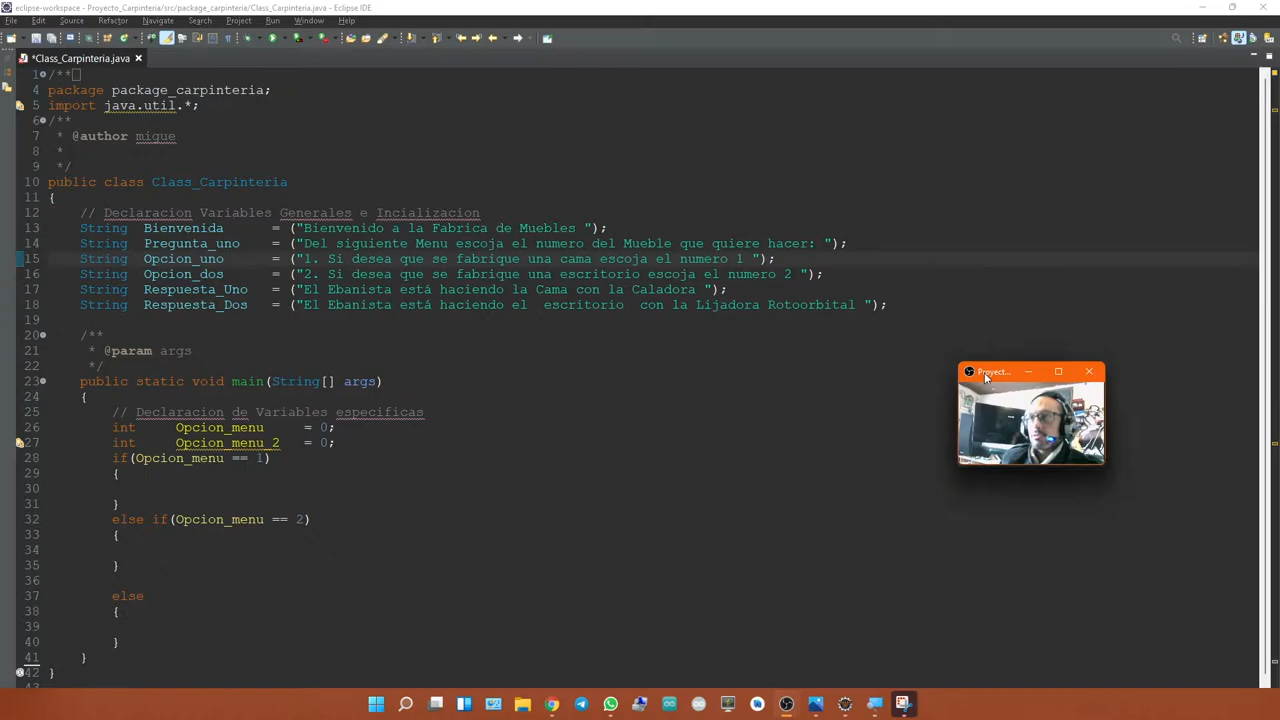 eclipse-workspace - Proyecto_Carpinteria/src/package_carpinteria/Class_Carpinteria.java - Eclipse IDE
File Edit Source Refactor Navigate Search Project Run Window Help
*Class_Carpinteria.java
1 /**
4 package package_carpinteria;
5 import java.util.*;
6 /**
7 * @author mique
8 *
9 */
10 public class Class_Carpinteria
11 {
12 // Declaracion Variables Generales e Incializacion
13 String Bienvenida = ("Bienvenido a la Fabrica de Muebles ");
14 String Pregunta_uno = ("Del siguiente Menu escoja el numero del Mueble que quiere hacer: ");
15 String Opcion_uno = ("1. Si desea que se fabrique una cama escoja el numero 1 ");
16 String Opcion_dos = ("2. Si desea que se fabrique una escritorio escoja el numero 2 ");
17 String Respuesta_Uno = ("El Ebanista está haciendo la Cama con la Caladora ");
18 String Respuesta_Dos = ("El Ebanista está haciendo el escritorio con la Lijadora Rotoorbital ");
19
20 /**
21 * @param args
22 */
23 public static void main(String[] args)
24 {
25 // Declaracion de Variables especificas
26 int Opcion_menu = 0;
27 int Opcion_menu_2 = 0;
28 if(Opcion_menu == 1)
29 {
30
31 }
32 else if(Opcion_menu == 2)
33 {
34
35 }
36
37 else
38 {
39
40 }
41 }
42 }
43
Proyect...